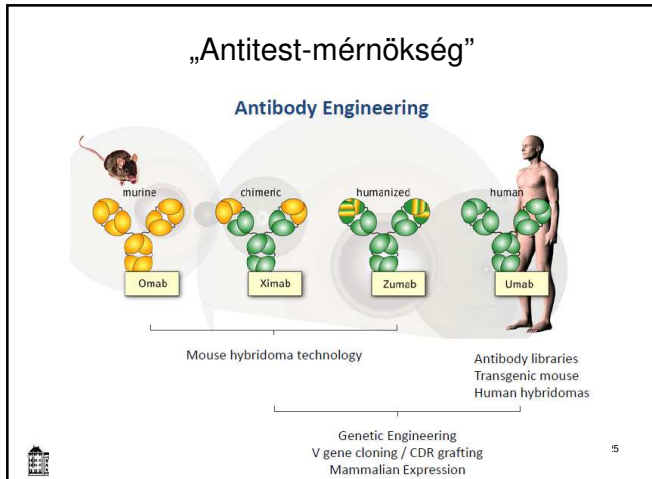 „Antitest-mérnökség”
Antibody Engineering
murine
chimeric
humanized
human
Omab
Ximab
Zumab
Umab
Mouse hybridoma technology
Antibody libraries
Transgenic mouse
Human hybridomas
Genetic Engineering
V gene cloning / CDR grafting
Mammalian Expression